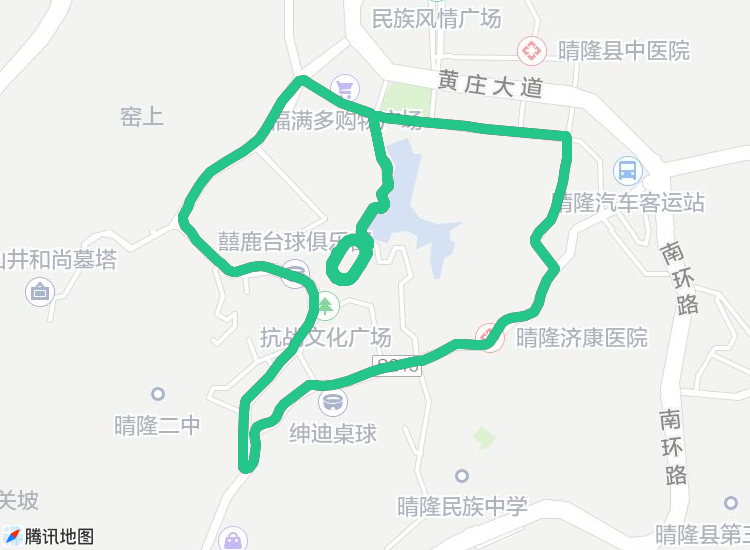 民族风情广场
晴隆县中医院
黄庄大道
窑上
福满多购物广场
晴隆汽车客运站
囍鹿台球俱乐部
山井和尚墓塔
南环路
抗战文化广场
晴隆济康医院
晴隆二中
绅迪桌球
南环路
关坡
晴隆民族中学
晴隆县第三
腾讯地图